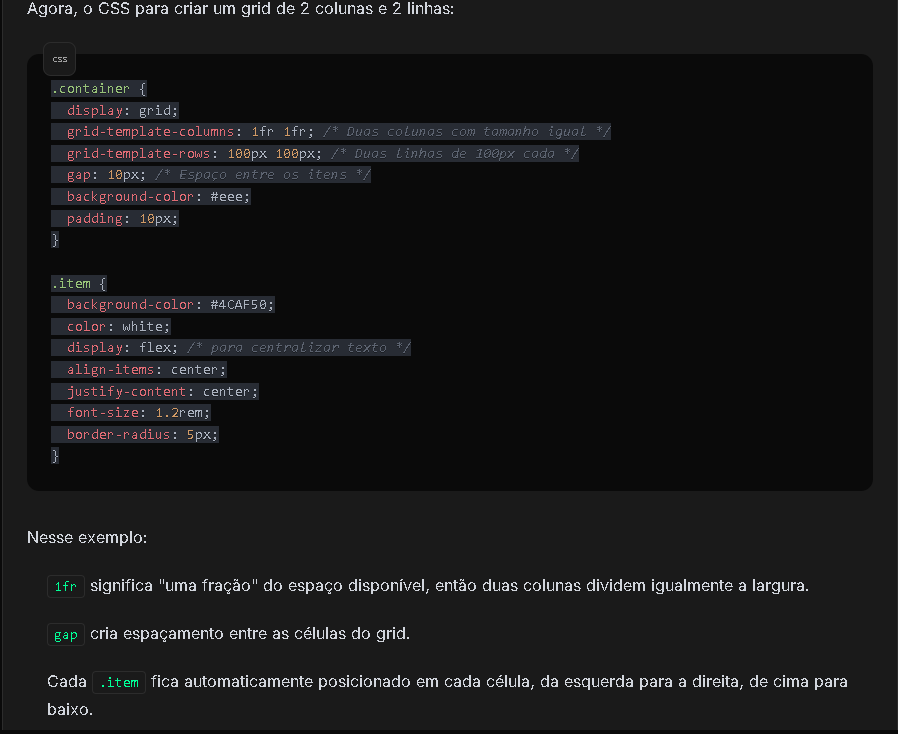 Agora, o CSS para criar um grid de 2 colunas e 2 linhas:
css
.container {
  display: grid;
  grid-template-columns: 1fr 1fr; /* Duas colunas com tamanho igual */
  grid-template-rows: 100px 100px; /* Duas linhas de 100px cada */
  gap: 10px; /* Espaço entre os itens */
  background-color: #eee;
  padding: 10px;
}
.item {
  background-color: #4CAF50;
  color: white;
  display: flex; /* para centralizar texto */
  align-items: center;
  justify-content: center;
  font-size: 1.2rem;
  border-radius: 5px;
}
Nesse exemplo:
1fr significa "uma fração" do espaço disponível, então duas colunas dividem igualmente a largura.
gap cria espaçamento entre as células do grid.
Cada .item fica automaticamente posicionado em cada célula, da esquerda para a direita, de cima para
baixo.